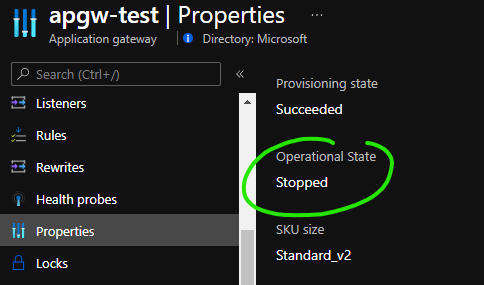 apgw-test | Properties ...
Application gateway Directory: Microsoft
Search (Ctrl+/) «
Listeners
Rules
Rewrites
Health probes
Properties
Locks
Provisioning state
Succeeded
Operational State
Stopped
SKU size
Standard_v2